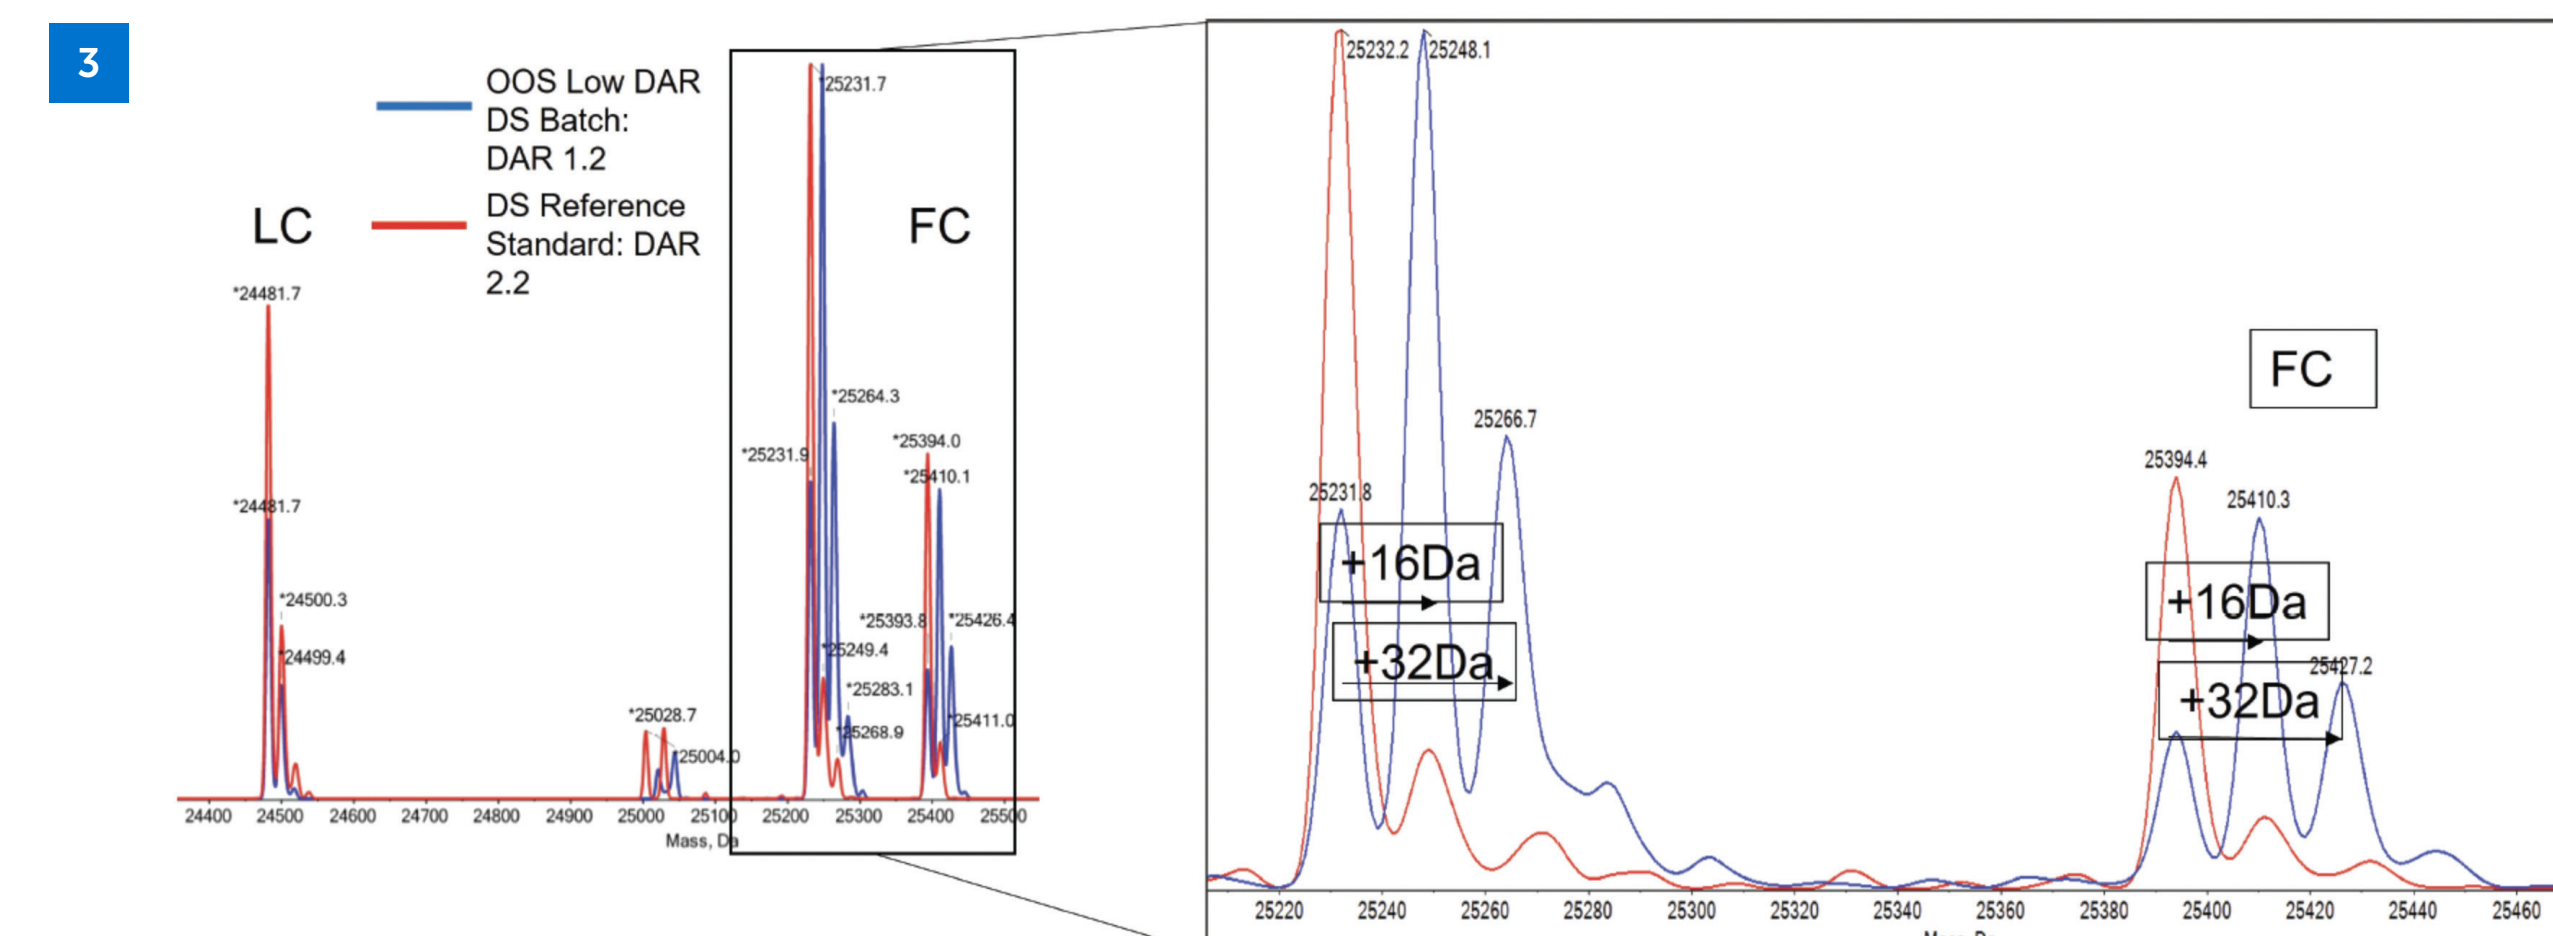 3
OOS Low DAR
DS Batch:
DAR 1.2
DS Reference
Standard: DAR
2.2
LC
FC
*24481.7
*24481.7
*24500.3
*24499.4
*25028.7
*25004.0
*25231.7
*25264.3
*25231.9
*25394.0
*25410.1
*25393.8
*25426.4
*25249.4
*25283.1
*25268.9
*25411.0
24400 24500 24600 24700 24800 24900 25000 25100 25200 25300 25400 25500
Mass, Da
25232.2
25248.1
25266.7
25231.8
+16Da
+32Da
FC
25394.4
25410.3
+16Da
25427.2
+32Da
25220 25240 25260 25280 25300 25320 25340 25360 25380 25400 25420 25440 25460